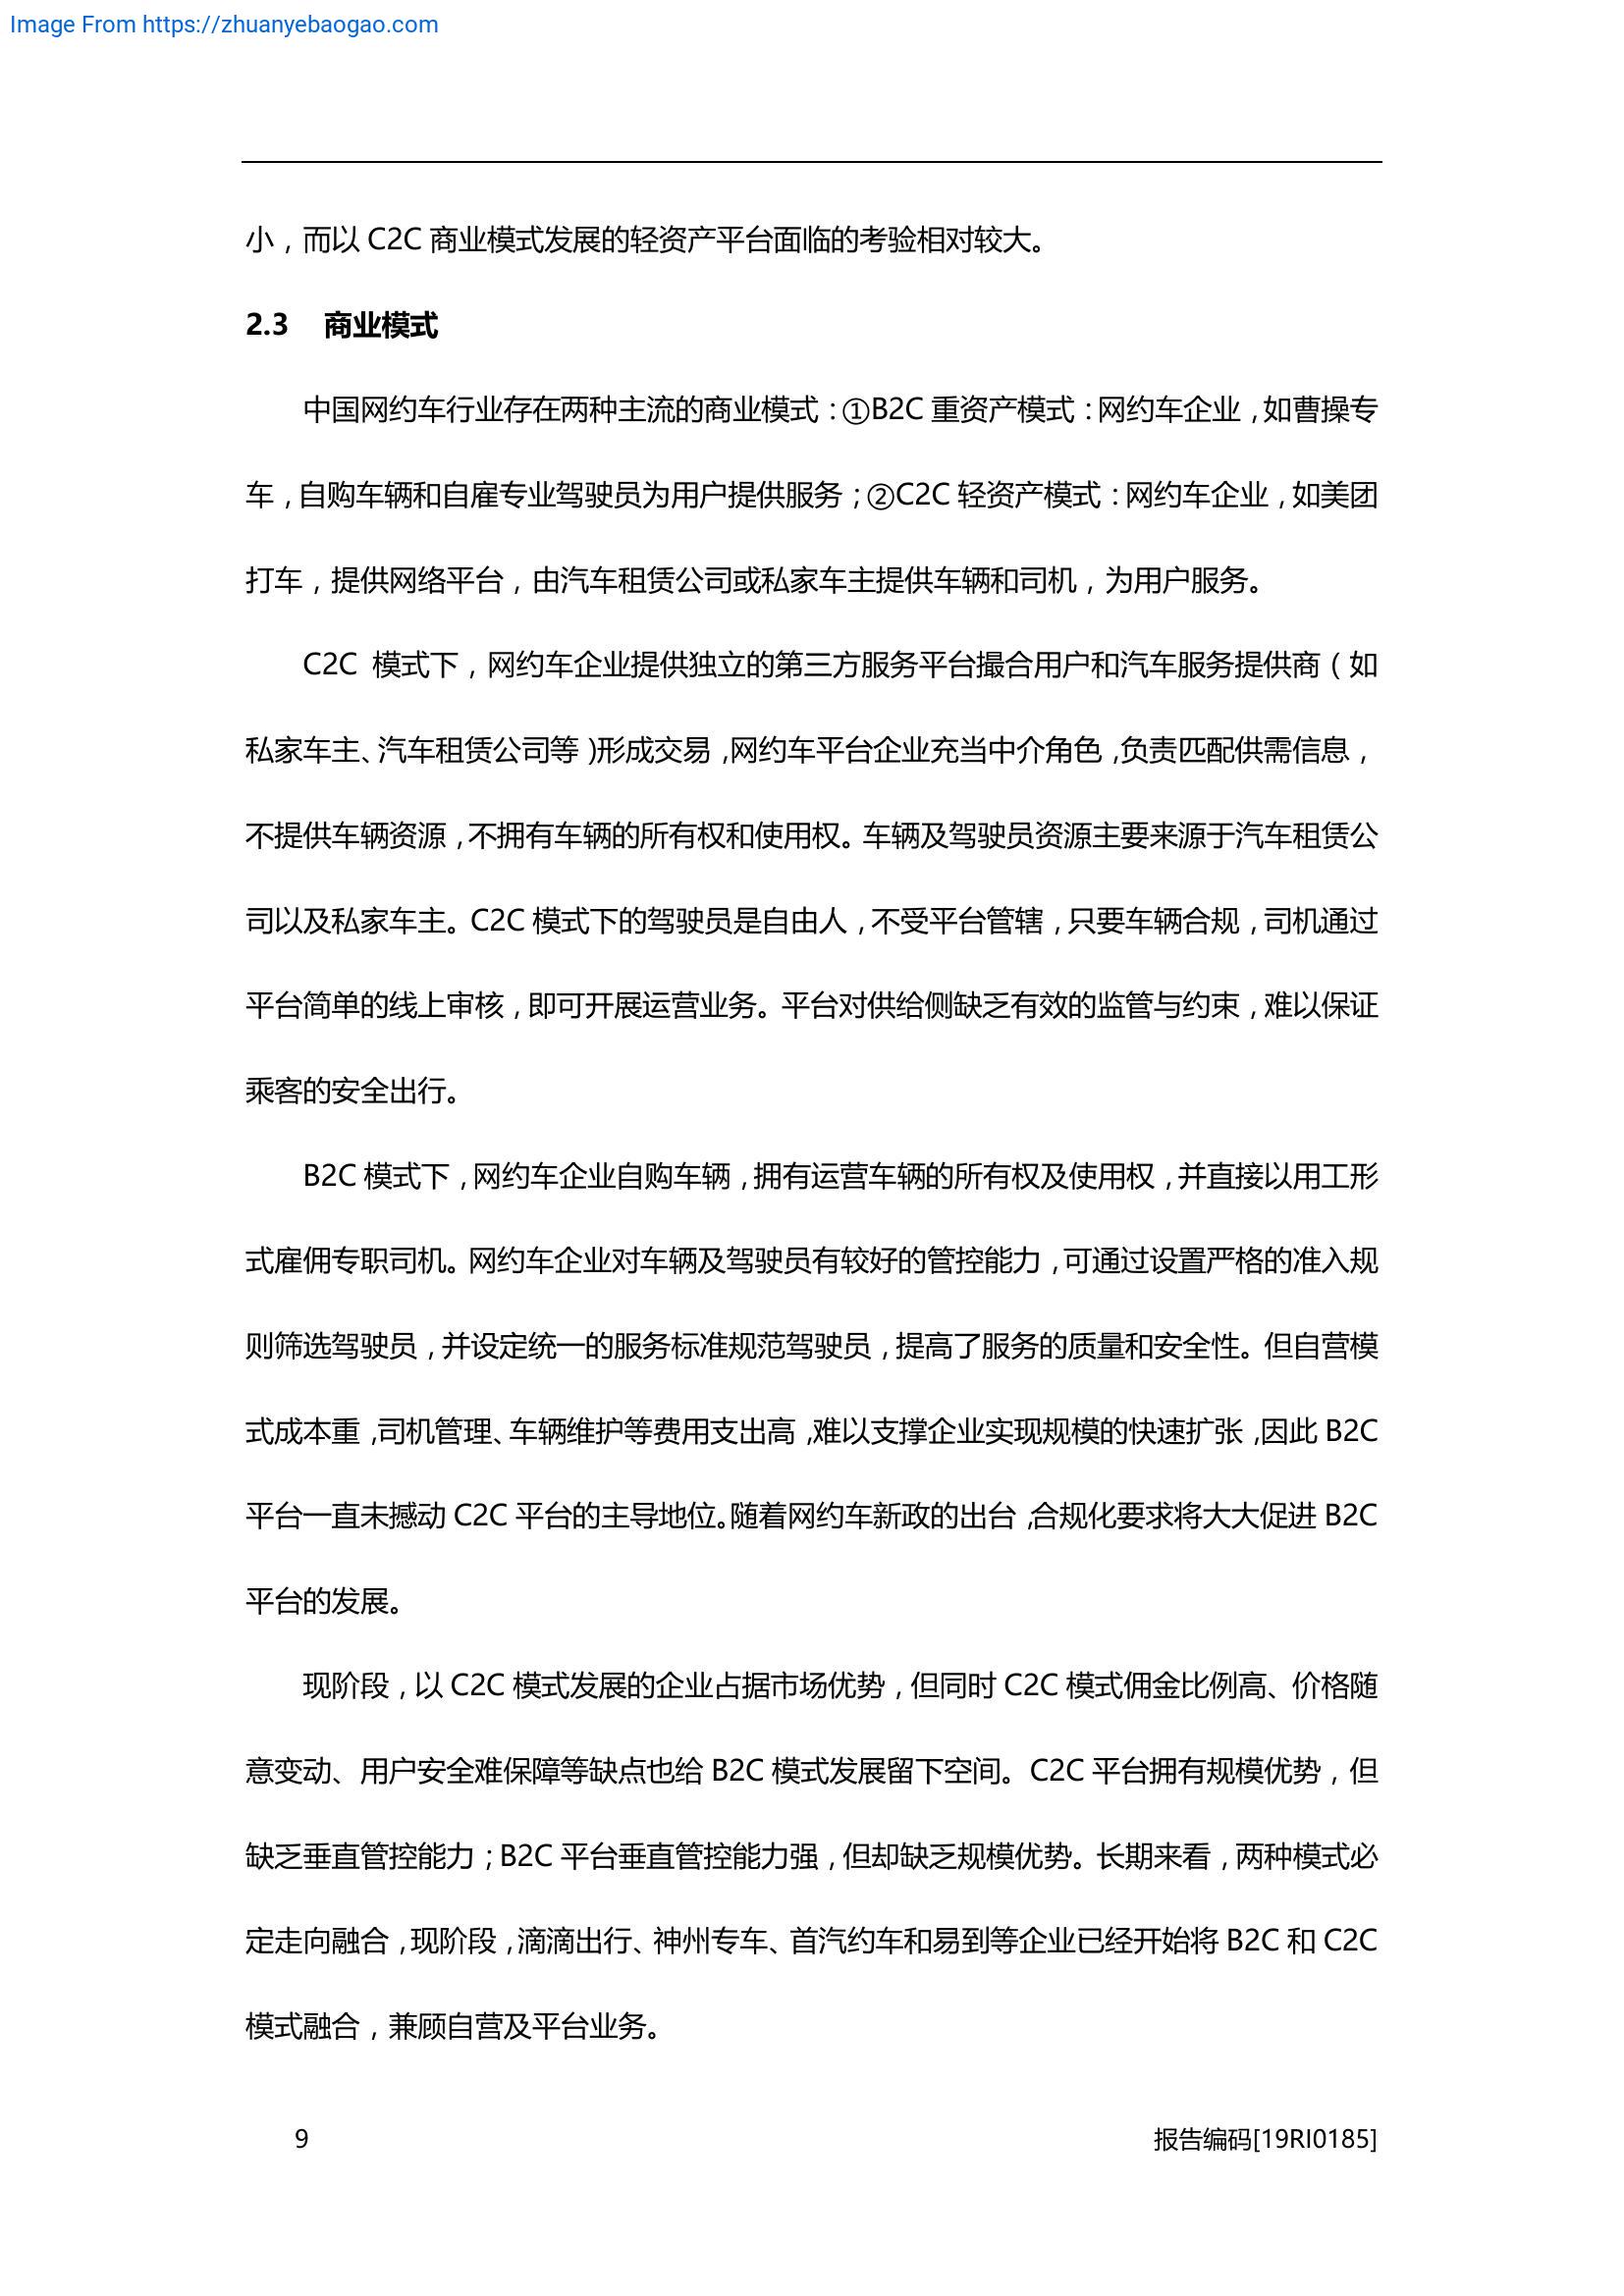 Image From https://zhuanyebaogao.com
小，而以 C2C 商业模式发展的轻资产平台面临的考验相对较大。
2.3 商业模式
中国网约车行业存在两种主流的商业模式：①B2C 重资产模式：网约车企业，如曹操专
车，自购车辆和自雇专业驾驶员为用户提供服务；②C2C 轻资产模式：网约车企业，如美团
打车，提供网络平台，由汽车租赁公司或私家车主提供车辆和司机，为用户服务。
C2C 模式下，网约车企业提供独立的第三方服务平台撮合用户和汽车服务提供商（如
私家车主、汽车租赁公司等）形成交易，网约车平台企业充当中介角色，负责匹配供需信息，
不提供车辆资源，不拥有车辆的所有权和使用权。车辆及驾驶员资源主要来源于汽车租赁公
司以及私家车主。C2C 模式下的驾驶员是自由人，不受平台管辖，只要车辆合规，司机通过
平台简单的线上审核，即可开展运营业务。平台对供给侧缺乏有效的监管与约束，难以保证
乘客的安全出行。
B2C 模式下，网约车企业自购车辆，拥有运营车辆的所有权及使用权，并直接以用工形
式雇佣专职司机。网约车企业对车辆及驾驶员有较好的管控能力，可通过设置严格的准入规
则筛选驾驶员，并设定统一的服务标准规范驾驶员，提高了服务的质量和安全性。但自营模
式成本重，司机管理、车辆维护等费用支出高，难以支撑企业实现规模的快速扩张，因此 B2C
平台一直未撼动 C2C 平台的主导地位。随着网约车新政的出台，合规化要求将大大促进 B2C
平台的发展。
现阶段，以 C2C 模式发展的企业占据市场优势，但同时 C2C 模式佣金比例高、价格随
意变动、用户安全难保障等缺点也给 B2C 模式发展留下空间。C2C 平台拥有规模优势，但
缺乏垂直管控能力；B2C 平台垂直管控能力强，但却缺乏规模优势。长期来看，两种模式必
定走向融合，现阶段，滴滴出行、神州专车、首汽约车和易到等企业已经开始将 B2C 和 C2C
模式融合，兼顾自营及平台业务。
9 报告编码[19RI0185]